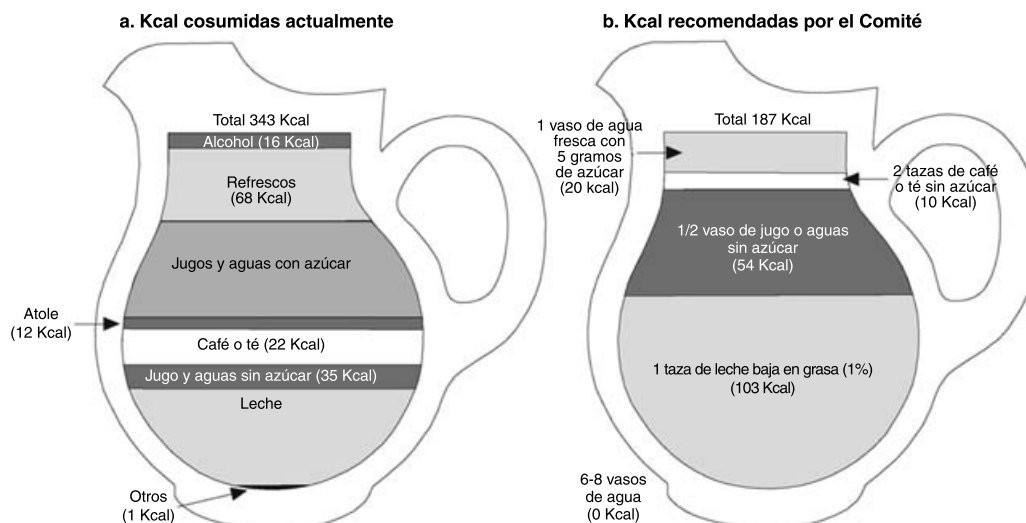 a. Kcal cosumidas actualmente
Total 343 Kcal
Alcohol (16 Kcal)
Refrescos
(68 Kcal)
Jugos y aguas con azúcar
Atole
(12 Kcal)
Café o té (22 Kcal)
Jugo y aguas sin azúcar (35 Kcal)
Leche
Otros
(1 Kcal)
b. Kcal recomendadas por el Comité
Total 187 Kcal
1 vaso de agua
fresca con
5 gramos
de azúcar
(20 kcal)
2 tazas de café
o té sin azúcar
(10 Kcal)
1/2 vaso de jugo o aguas
sin azúcar
(54 Kcal)
1 taza de leche baja en grasa (1%)
(103 Kcal)
6-8 vasos
de agua
(0 Kcal)